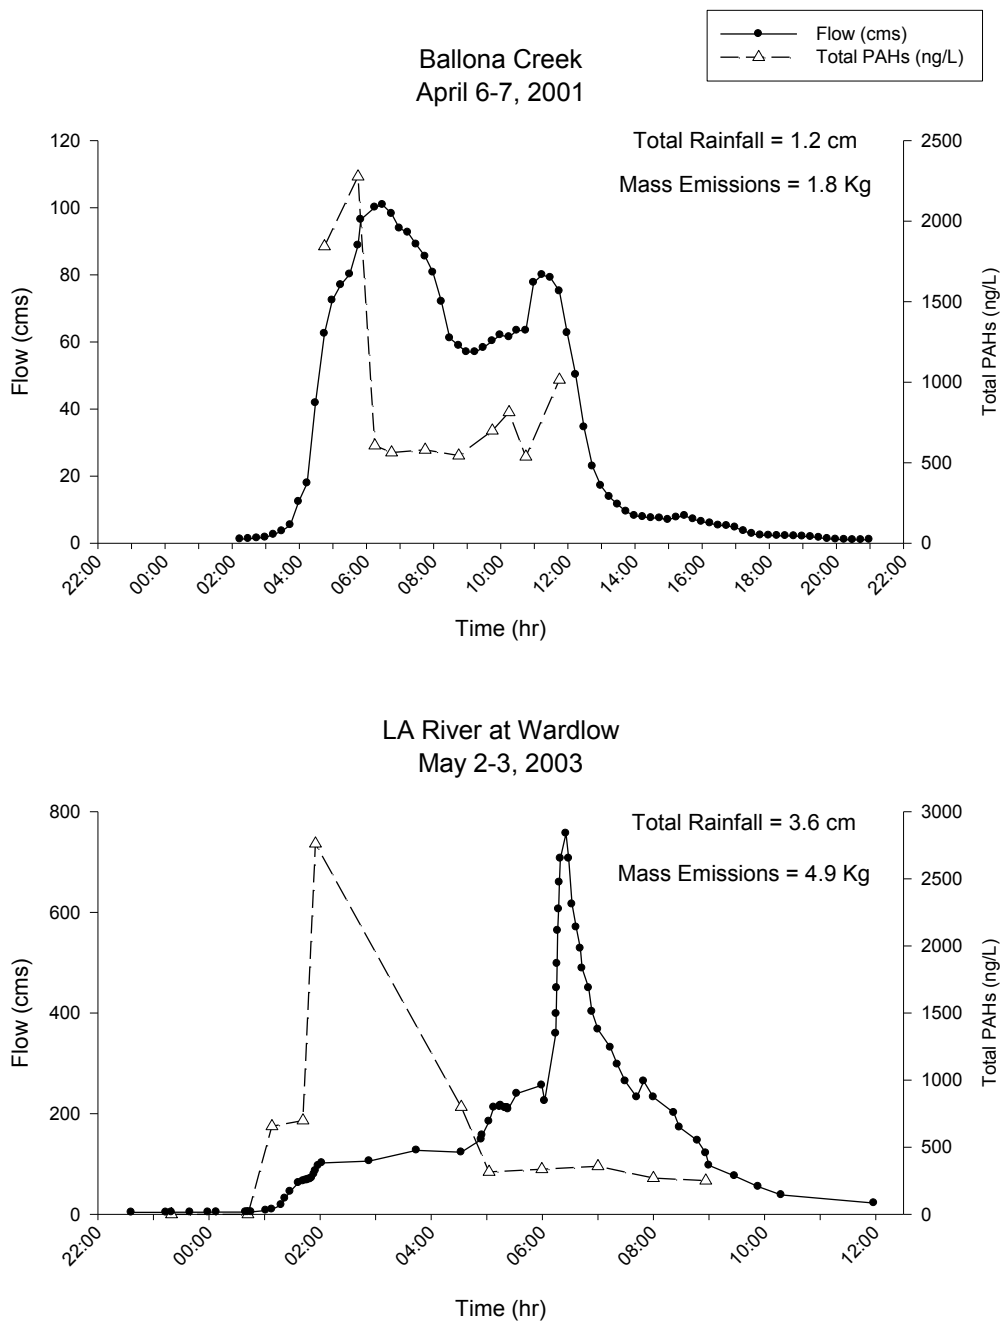 Flow (cms)
Total PAHs (ng/L)
Ballona Creek
April 6-7, 2001
Total Rainfall = 1.2 cm
Mass Emissions = 1.8 Kg
120
100
80
60
40
20
0
Flow (cms)
2500
2000
1500
1000
500
0
Total PAHs (ng/L)
22:00 00:00 02:00 04:00 06:00 08:00 10:00 12:00 14:00 16:00 18:00 20:00 22:00
Time (hr)
LA River at Wardlow
May 2-3, 2003
Total Rainfall = 3.6 cm
Mass Emissions = 4.9 Kg
800
600
400
200
0
Flow (cms)
3000
2500
2000
1500
1000
500
0
Total PAHs (ng/L)
22:00 00:00 02:00 04:00 06:00 08:00 10:00 12:00
Time (hr)